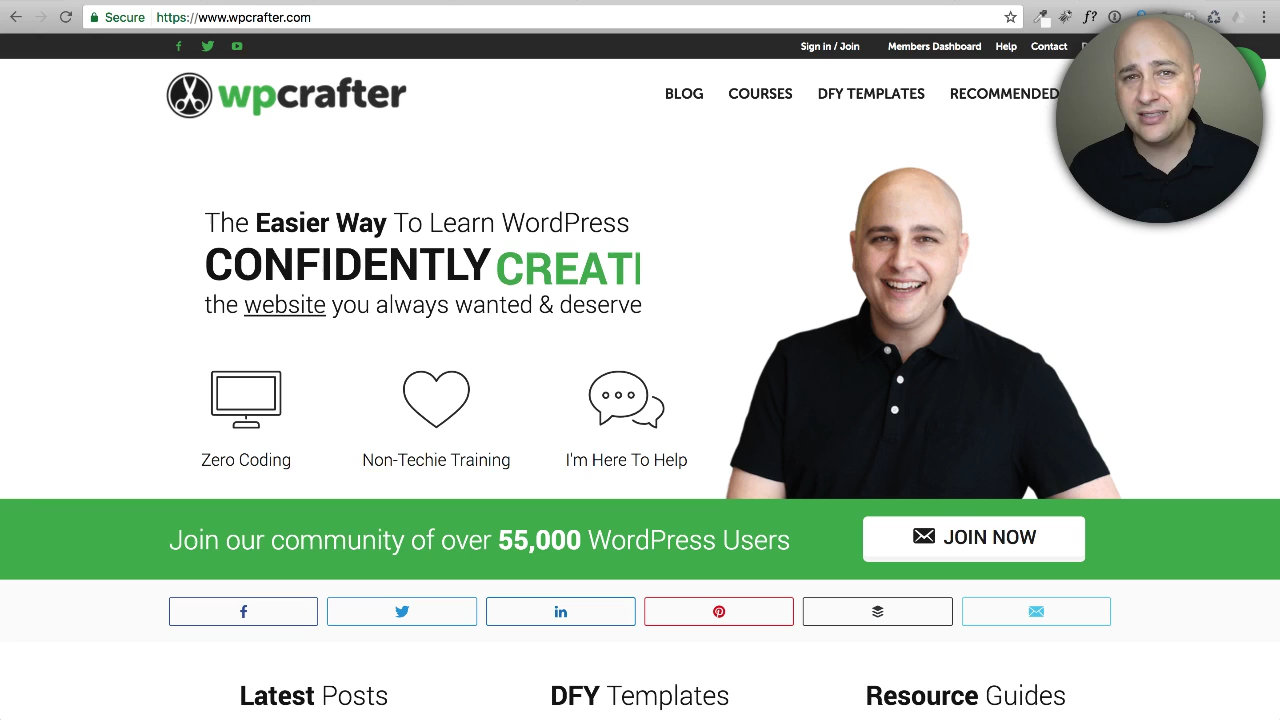 Secure https://www.wpcrafter.com f?
Sign in / Join Members Dashboard Help Contact
wpcrafter BLOG COURSES DFY TEMPLATES RECOMMENDED
The Easier Way To Learn WordPress
CONFIDENTLY CREATI
the website you always wanted & deserve
Zero Coding Non-Techie Training I'm Here To Help
Join our community of over 55,000 WordPress Users JOIN NOW
Latest Posts DFY Templates Resource Guides